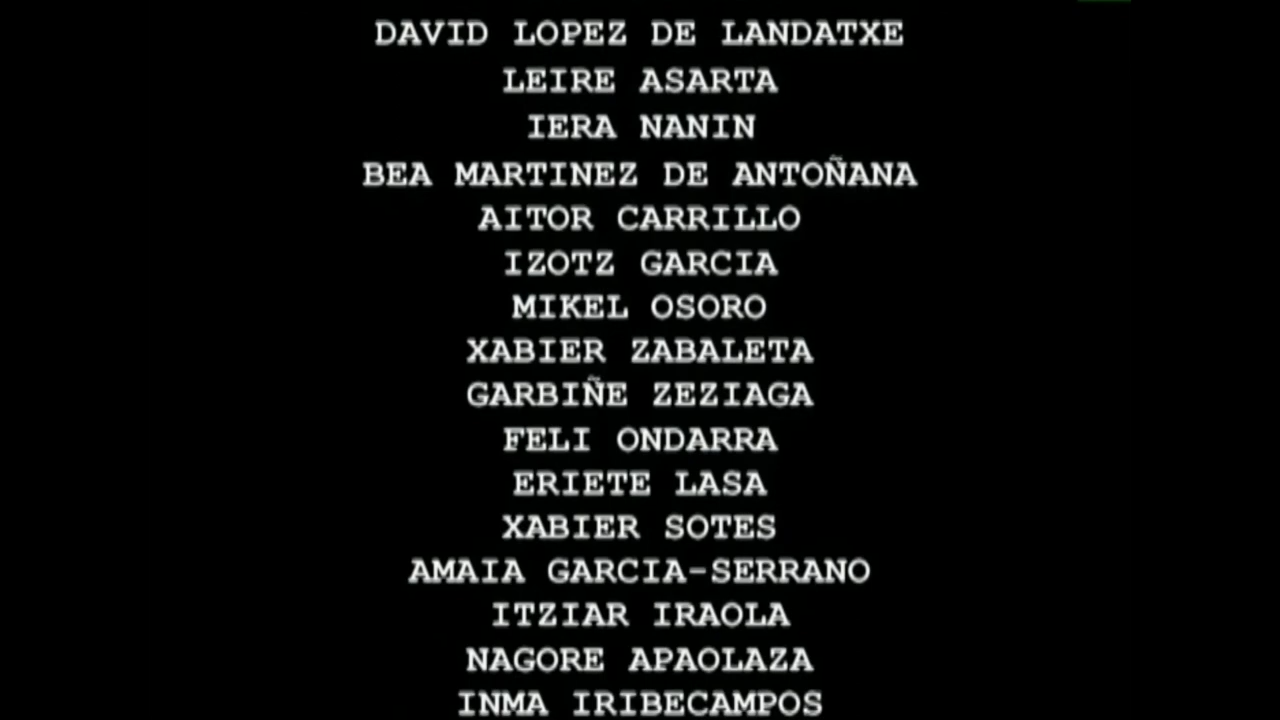 DAVID LOPEZ DE LANDATXE
LEIRE ASARTA
IERA NANIN
BEA MARTINEZ DE ANTOÑANA
AITOR CARRILLO
IZOTZ GARCIA
MIKEL OSORO
XABIER ZABALETA
GARBIÑE ZEZIAGA
FELI ONDARRA
ERIETE LASA
XABIER SOTES
AMAIA GARCIA-SERRANO
ITZIAR IRAOLA
NAGORE APAOLAZA
INMA IRIBECAMPOS